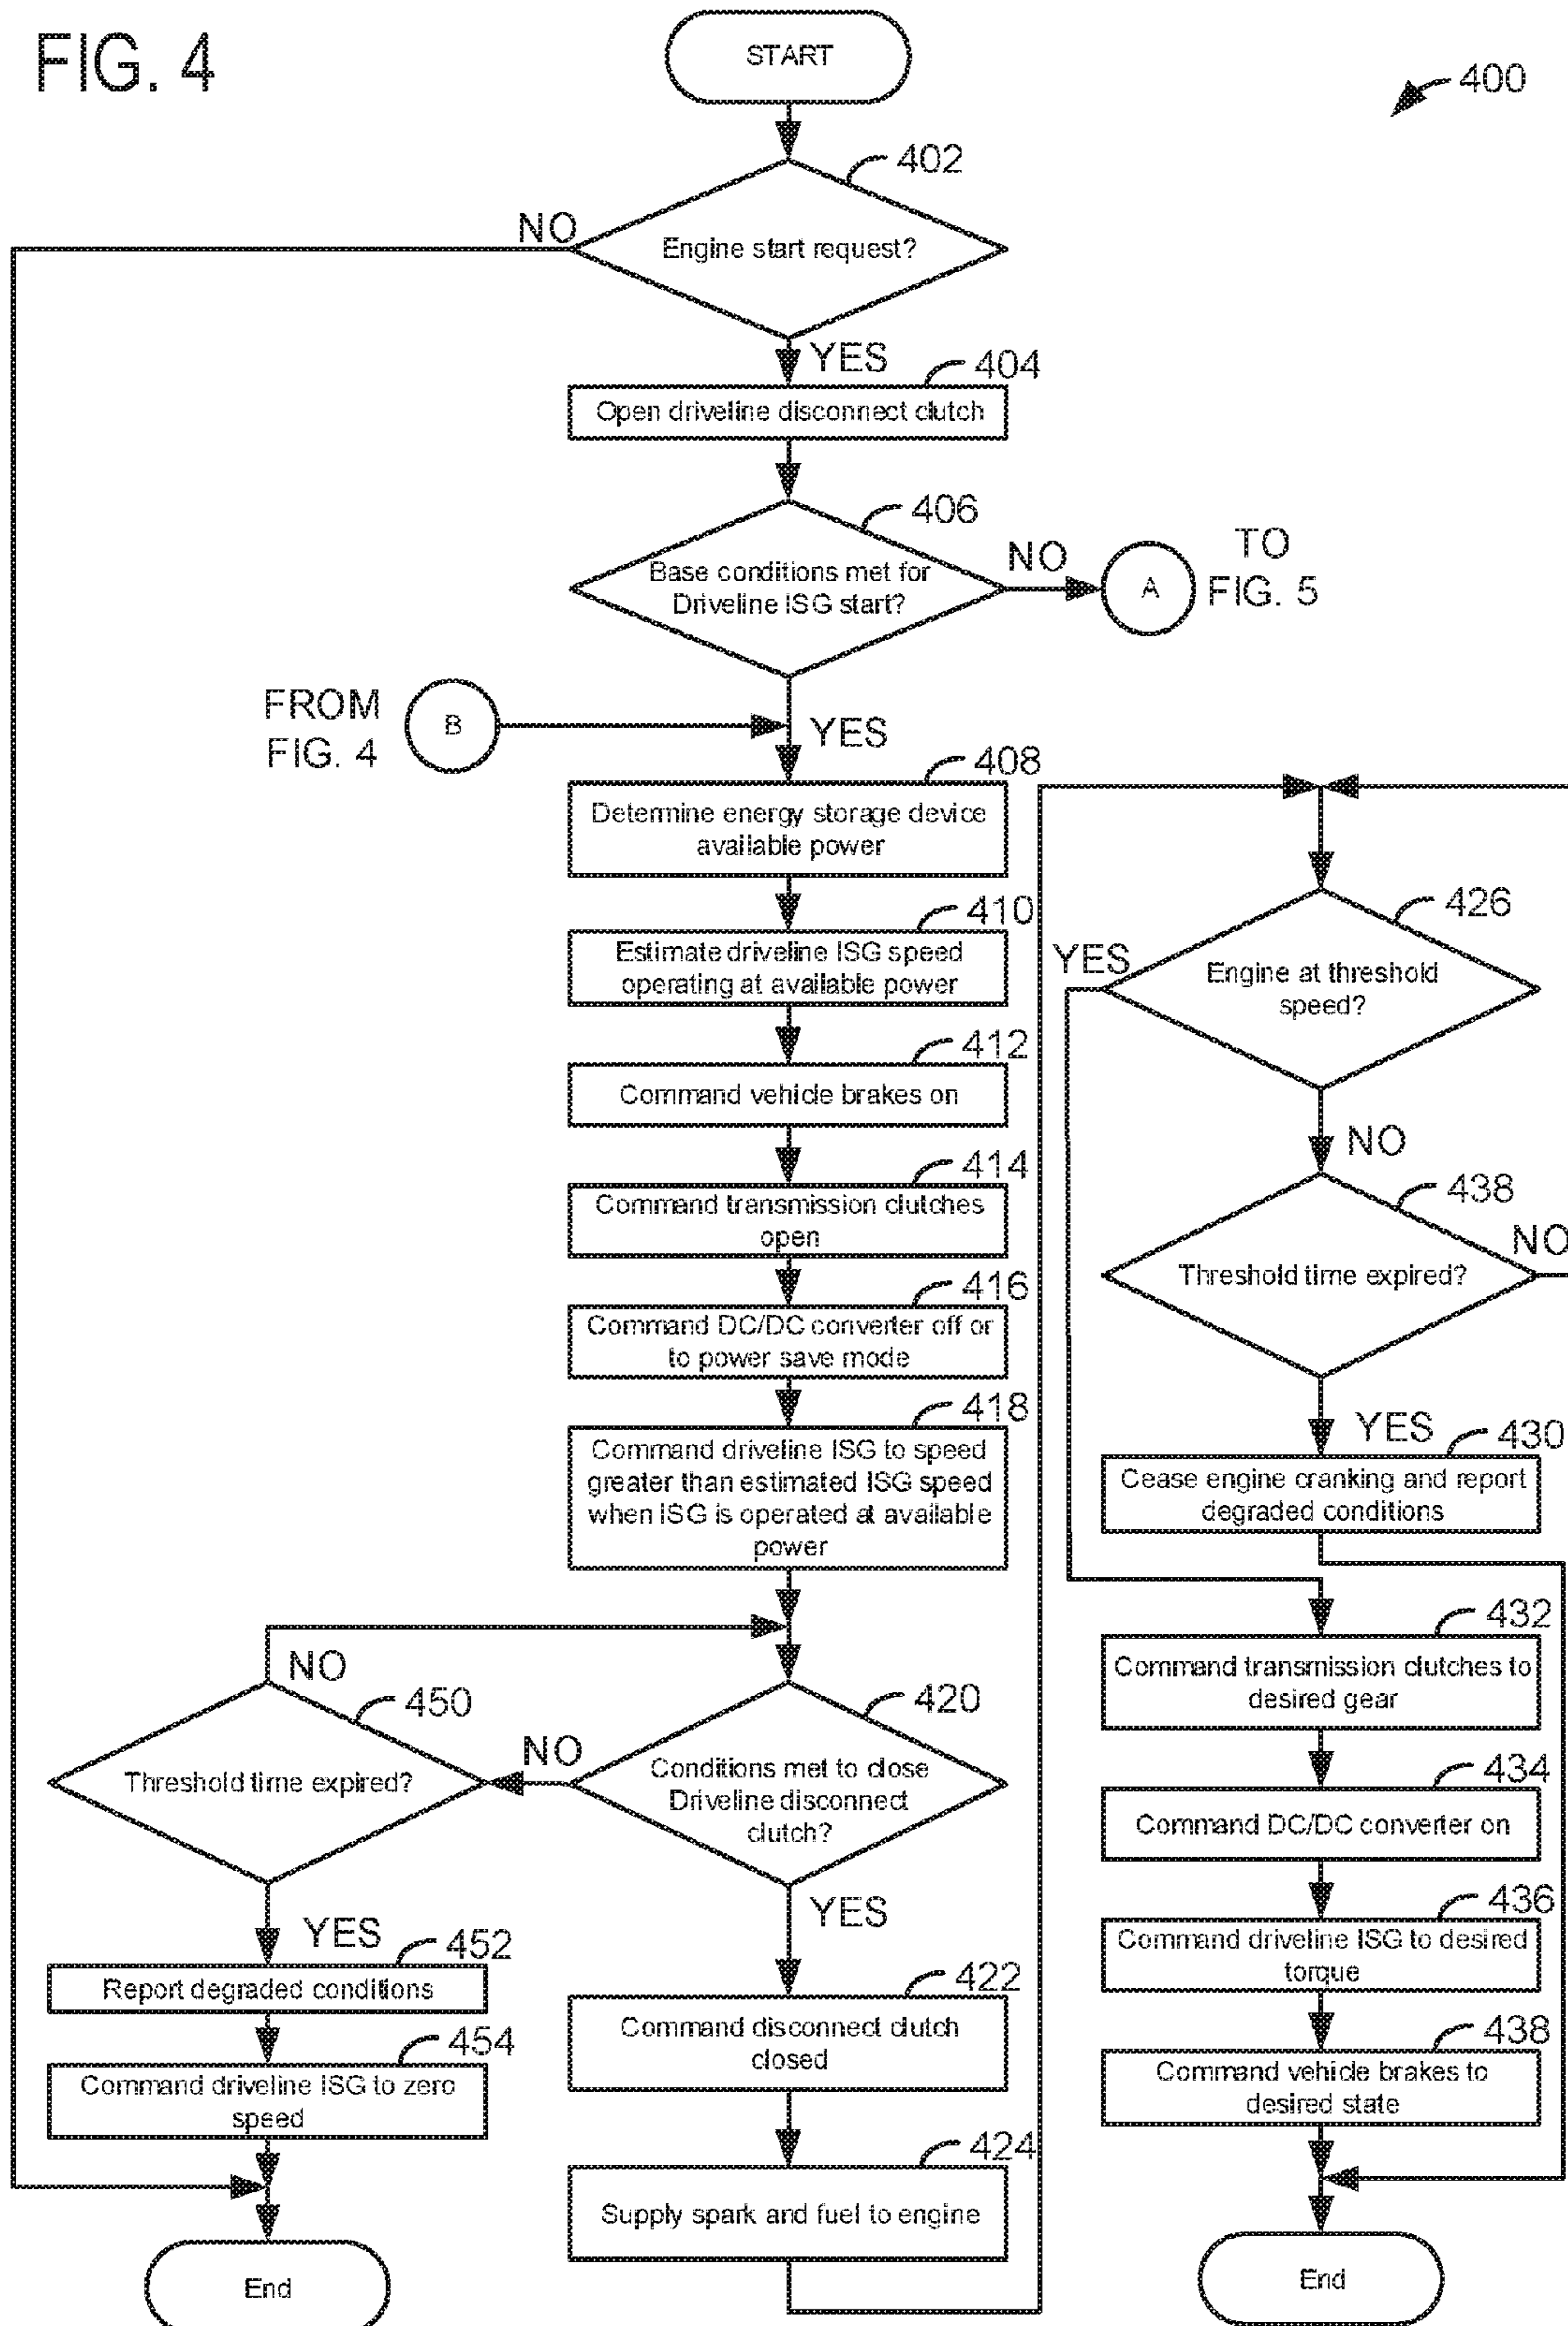 FIG. 4
START
400
402
NO
Engine start request?
YES
404
Open driveline disconnect clutch
406
Base conditions met for
Driveline ISG start?
NO
A
TO
FIG. 5
FROM
FIG. 4
B
YES
408
Determine energy storage device
available power
410
Estimate driveline ISG speed
operating at available power
412
Command vehicle brakes on
414
Command transmission clutches
open
416
Command DC/DC converter off or
to power save mode
418
Command driveline ISG to speed
greater than estimated ISG speed
when ISG is operated at available
power
NO
450
Threshold time expired?
NO
420
Conditions met to close
Driveline disconnect
clutch?
YES
452
Report degraded conditions
454
Command driveline ISG to zero
speed
End
YES
422
Command disconnect clutch
closed
424
Supply spark and fuel to engine
426
YES
Engine at threshold
speed?
NO
438
NO
Threshold time expired?
YES
430
Cease engine cranking and report
degraded conditions
432
Command transmission clutches to
desired gear
434
Command DC/DC converter on
436
Command driveline ISG to desired
torque
438
Command vehicle brakes to
desired state
End